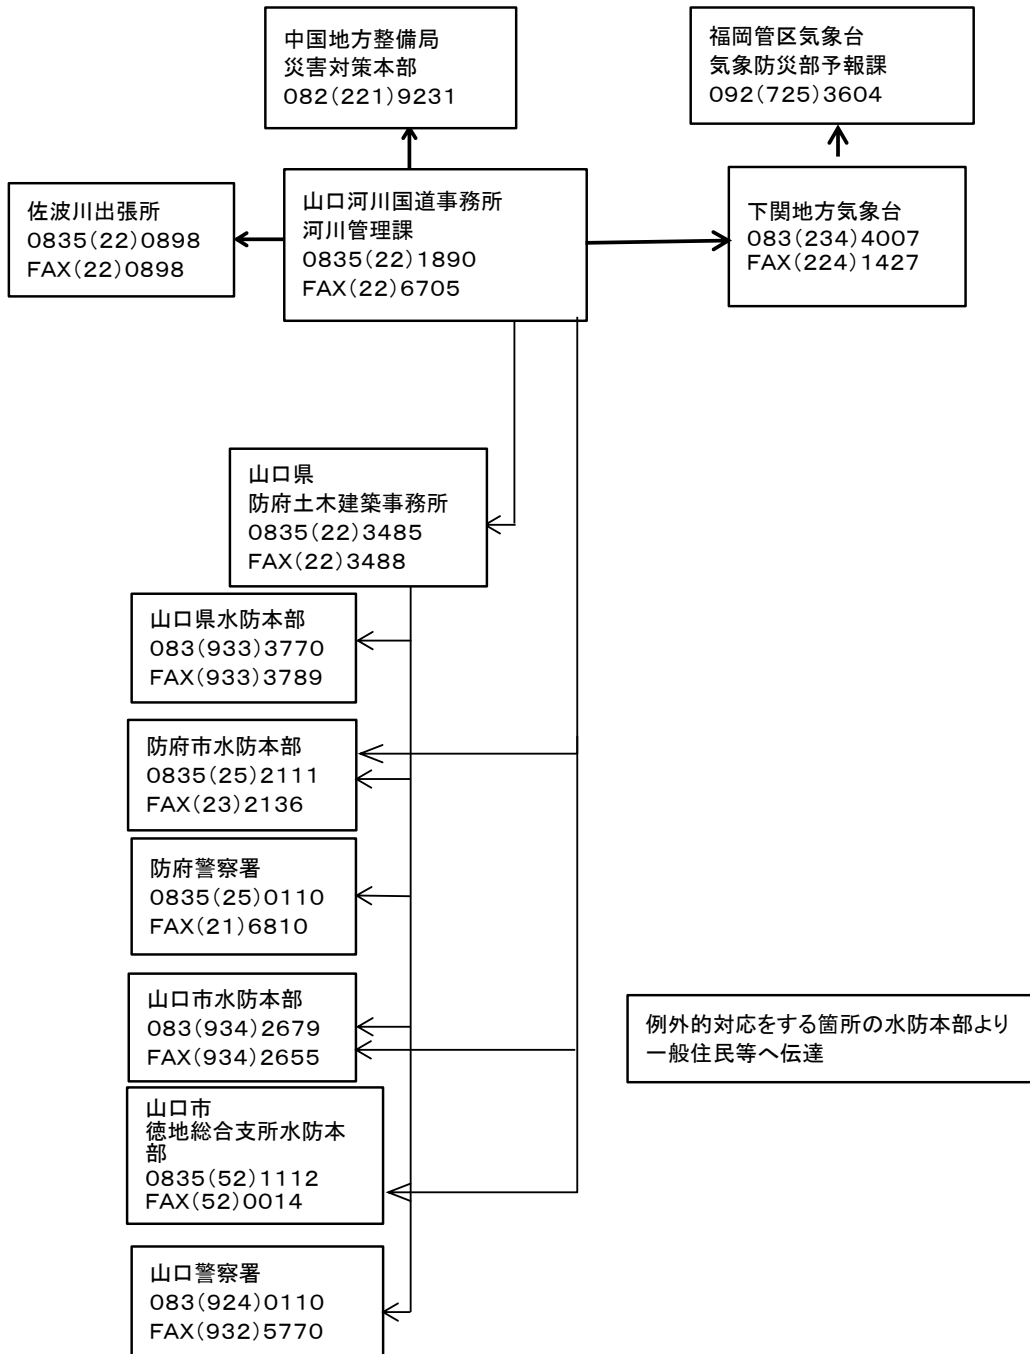 中国地方整備局
災害対策本部
082(221)9231
福岡管区気象台
気象防災部予報課
092(725)3604
佐波川出張所
0835(22)0898
FAX(22)0898
山口河川国道事務所
河川管理課
0835(22)1890
FAX(22)6705
下関地方気象台
083(234)4007
FAX(224)1427
山口県
防府土木建築事務所
0835(22)3485
FAX(22)3488
山口県水防本部
083(933)3770
FAX(933)3789
防府市水防本部
0835(25)2111
FAX(23)2136
防府警察署
0835(25)0110
FAX(21)6810
山口市水防本部
083(934)2679
FAX(934)2655
例外的対応をする箇所の水防本部より
一般住民等へ伝達
山口市
徳地総合支所水防本
部
0835(52)1112
FAX(52)0014
山口警察署
083(924)0110
FAX(932)5770